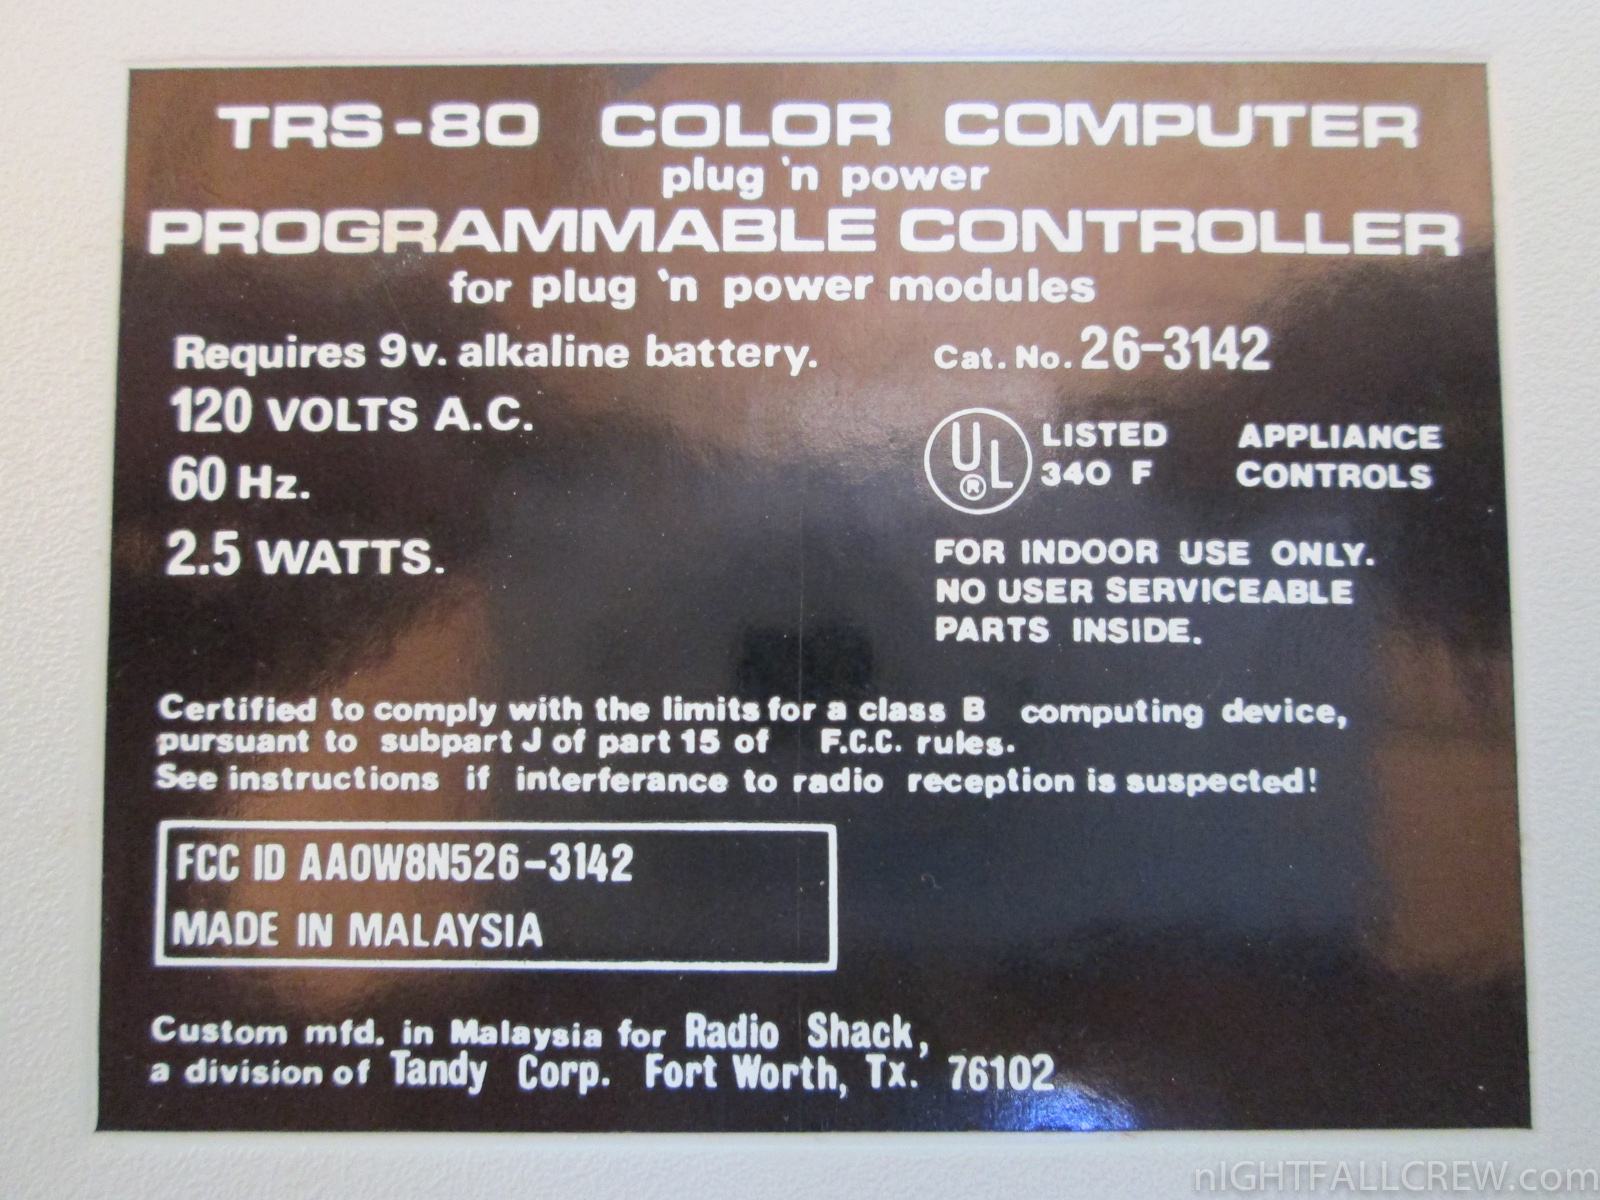 TRS-80 COLOR COMPUTER
plug 'n power
PROGRAMMABLE CONTROLLER
for plug 'n power modules
Requires 9v. alkaline battery.
Cat. No. 26-3142
120 VOLTS A.C.
60 Hz.
2.5 WATTS.
UL®
LISTED
340 F
APPLIANCE
CONTROLS
FOR INDOOR USE ONLY.
NO USER SERVICEABLE
PARTS INSIDE.
Certified to comply with the limits for a class B computing device,
pursuant to subpart J of part 15 of F.C.C. rules.
See instructions if interferance to radio reception is suspected!
FCC ID AAOW8N526-3142
MADE IN MALAYSIA
Custom mfd. in Malaysia for Radio Shack,
a division of Tandy Corp. Fort Worth, Tx. 76102
nIGHTFALLCREW.com